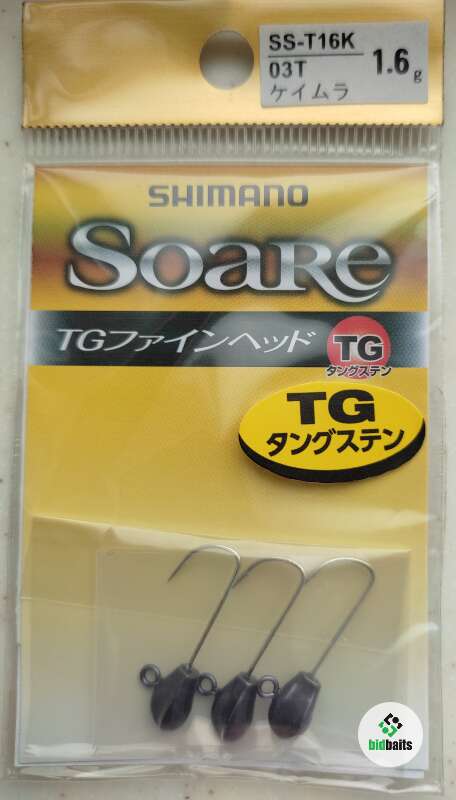 SS-T16K
03T
1.6g
ケイムラ
SHIMANO
SOARE
TGファインヘッド
TG
タングステン
TG
タングステン
bidbaits